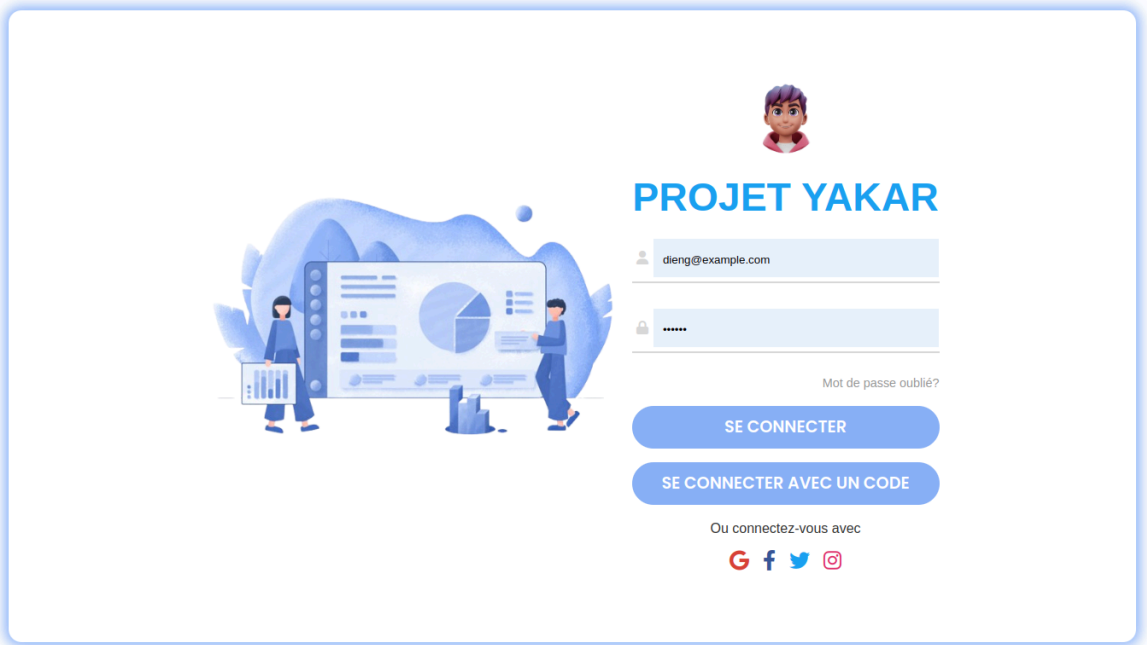 PROJET YAKAR
dieng@example.com
••••••
Mot de passe oublié?
SE CONNECTER
SE CONNECTER AVEC UN CODE
Ou connectez-vous avec